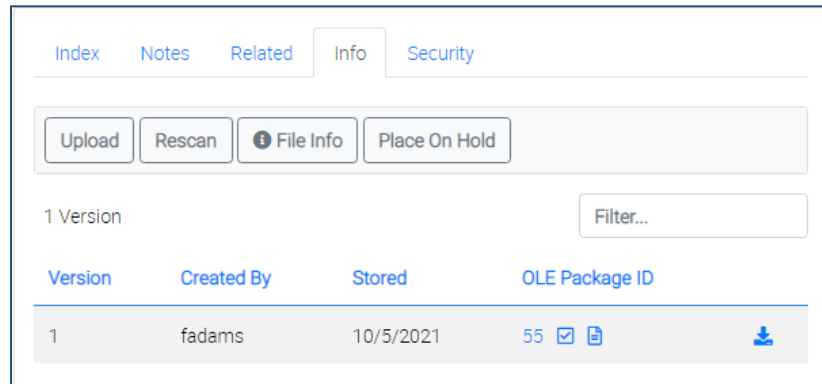 Index Notes Related Info Security
Upload Rescan File Info Place On Hold
1 Version Filter...
Version Created By Stored OLE Package ID
1 fadams 10/5/2021 55